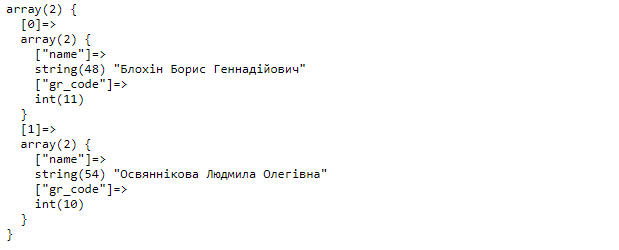 array(2) {
  [0]=>
  array(2) {
    ["name"]=>
    string(48) "Блохін Борис Геннадійович"
    ["gr_code"]=>
    int(11)
  }
  [1]=>
  array(2) {
    ["name"]=>
    string(54) "Освяннікова Людмила Олегівна"
    ["gr_code"]=>
    int(10)
  }
}